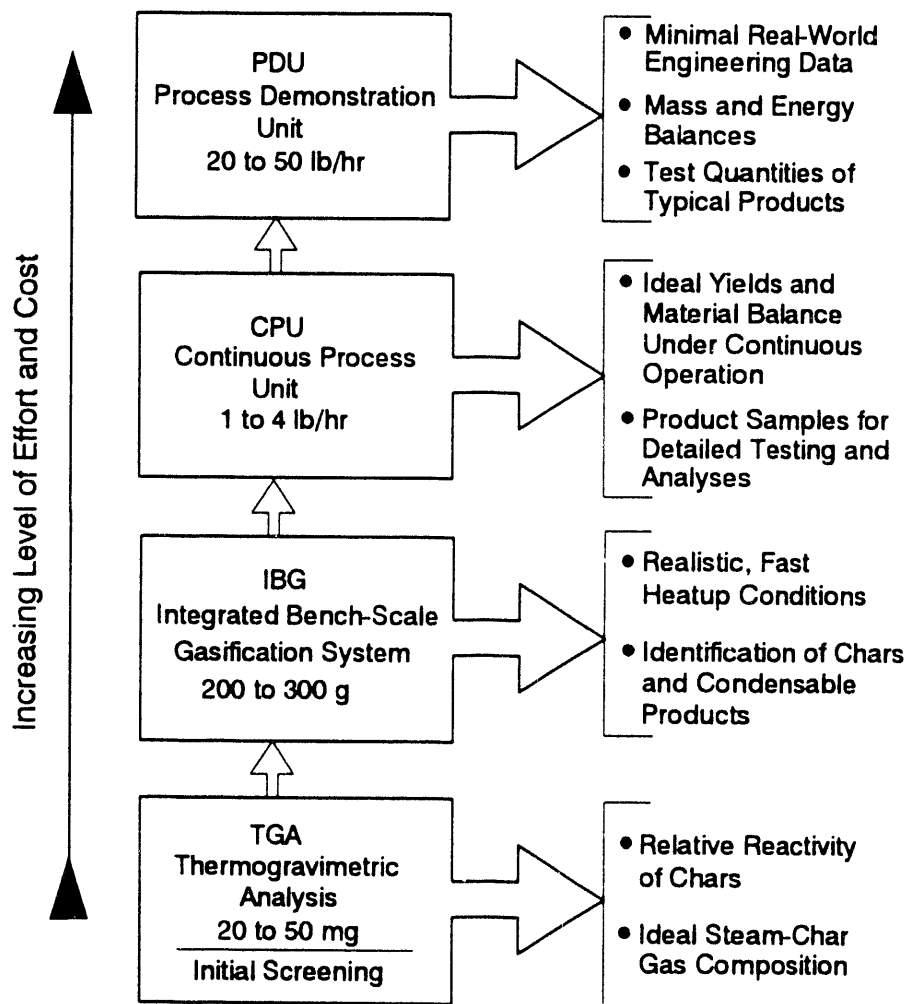 Increasing Level of Effort and Cost
PDU
Process Demonstration
Unit
20 to 50 lb/hr
• Minimal Real-World
Engineering Data
• Mass and Energy
Balances
• Test Quantities of
Typical Products
CPU
Continuous Process
Unit
1 to 4 lb/hr
• Ideal Yields and
Material Balance
Under Continuous
Operation
• Product Samples for
Detailed Testing and
Analyses
IBG
Integrated Bench-Scale
Gasification System
200 to 300 g
• Realistic, Fast
Heatup Conditions
• Identification of Chars
and Condensable
Products
TGA
Thermogravimetric
Analysis
20 to 50 mg
Initial Screening
• Relative Reactivity
of Chars
• Ideal Steam-Char
Gas Composition